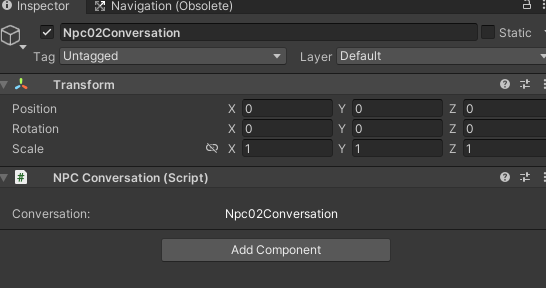 Inspector Navigation (Obsolete)
Npc02Conversation Static
Tag Untagged Layer Default
Transform
Position X 0 Y 0 Z 0
Rotation X 0 Y 0 Z 0
Scale X 1 Y 1 Z 1
# NPC Conversation (Script)
Conversation: Npc02Conversation
Add Component